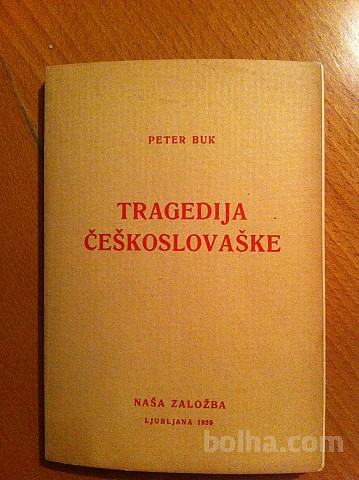 PETER BUK
TRAGEDIJA
ČEŠKOSLOVAŠKE
NAŠA ZALOŽBA
LJUBLJANA 1939
bolha.com